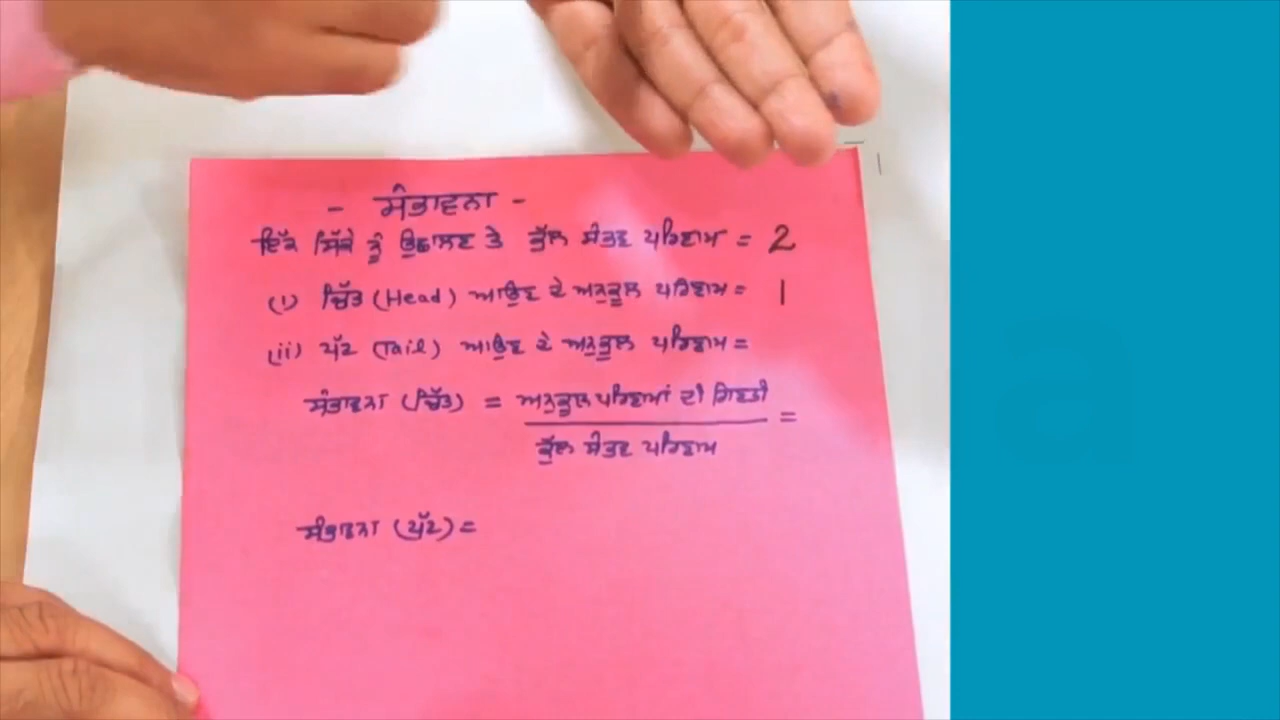 - ਸੰਭਾਵਨਾ -
ਇੱਕ ਸਿੱਕੇ ਨੂੰ ਉਛਾਲਣ ਤੇ ਕੁੱਲ ਸੰਭਵ ਪਰਿਣਾਮ = 2
(i) ਚਿੱਤ (Head) ਆਉਣ ਦੇ ਅਨੁਕੂਲ ਪਰਿਣਾਮ = 1
(ii) ਪੱਟ (Tail) ਆਉਣ ਦੇ ਅਨੁਕੂਲ ਪਰਿਣਾਮ =
ਸੰਭਾਵਨਾ (ਚਿੱਤ) = ਅਨੁਕੂਲ ਪਰਿਣਾਮਾਂ ਦੀ ਗਿਣਤੀ =
ਕੁੱਲ ਸੰਭਵ ਪਰਿਣਾਮ
ਸੰਭਾਵਨਾ (ਪੱਟ) =